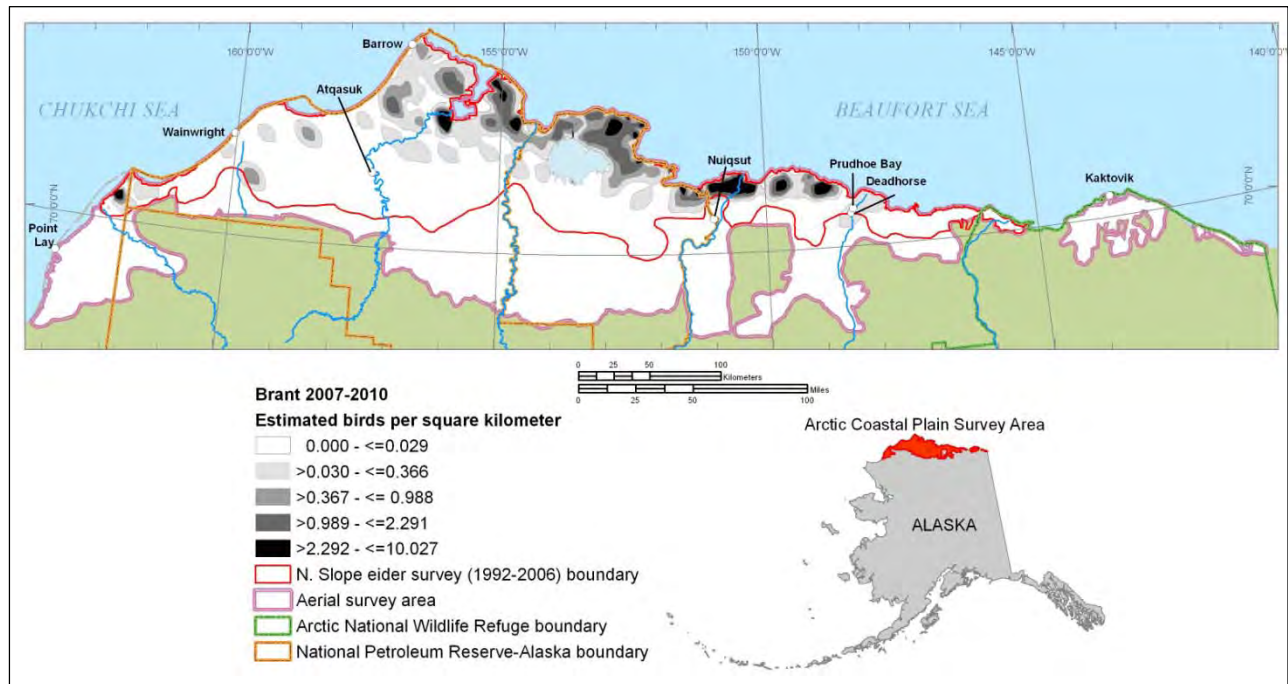 160°0'0"W
155°0'0"W
150°0'0"W
145°0'0"W
140°0'0"W
Barrow
Atqasuk
CHUKCHI SEA
BEAUFORT SEA
Wainwright
Nuiqsut
Prudhoe Bay
Deadhorse
Kaktovik
70°0'0"N
70°0'0"N
Point
Lay
0 25 50 100
Kilometers
Miles
0 25 50 100
Brant 2007-2010
Estimated birds per square kilometer
0.000 - <=0.029
>0.030 - <=0.366
>0.367 - <= 0.988
>0.989 - <=2.291
>2.292 - <=10.027
N. Slope eider survey (1992-2006) boundary
Aerial survey area
Arctic National Wildlife Refuge boundary
National Petroleum Reserve-Alaska boundary
Arctic Coastal Plain Survey Area
ALASKA